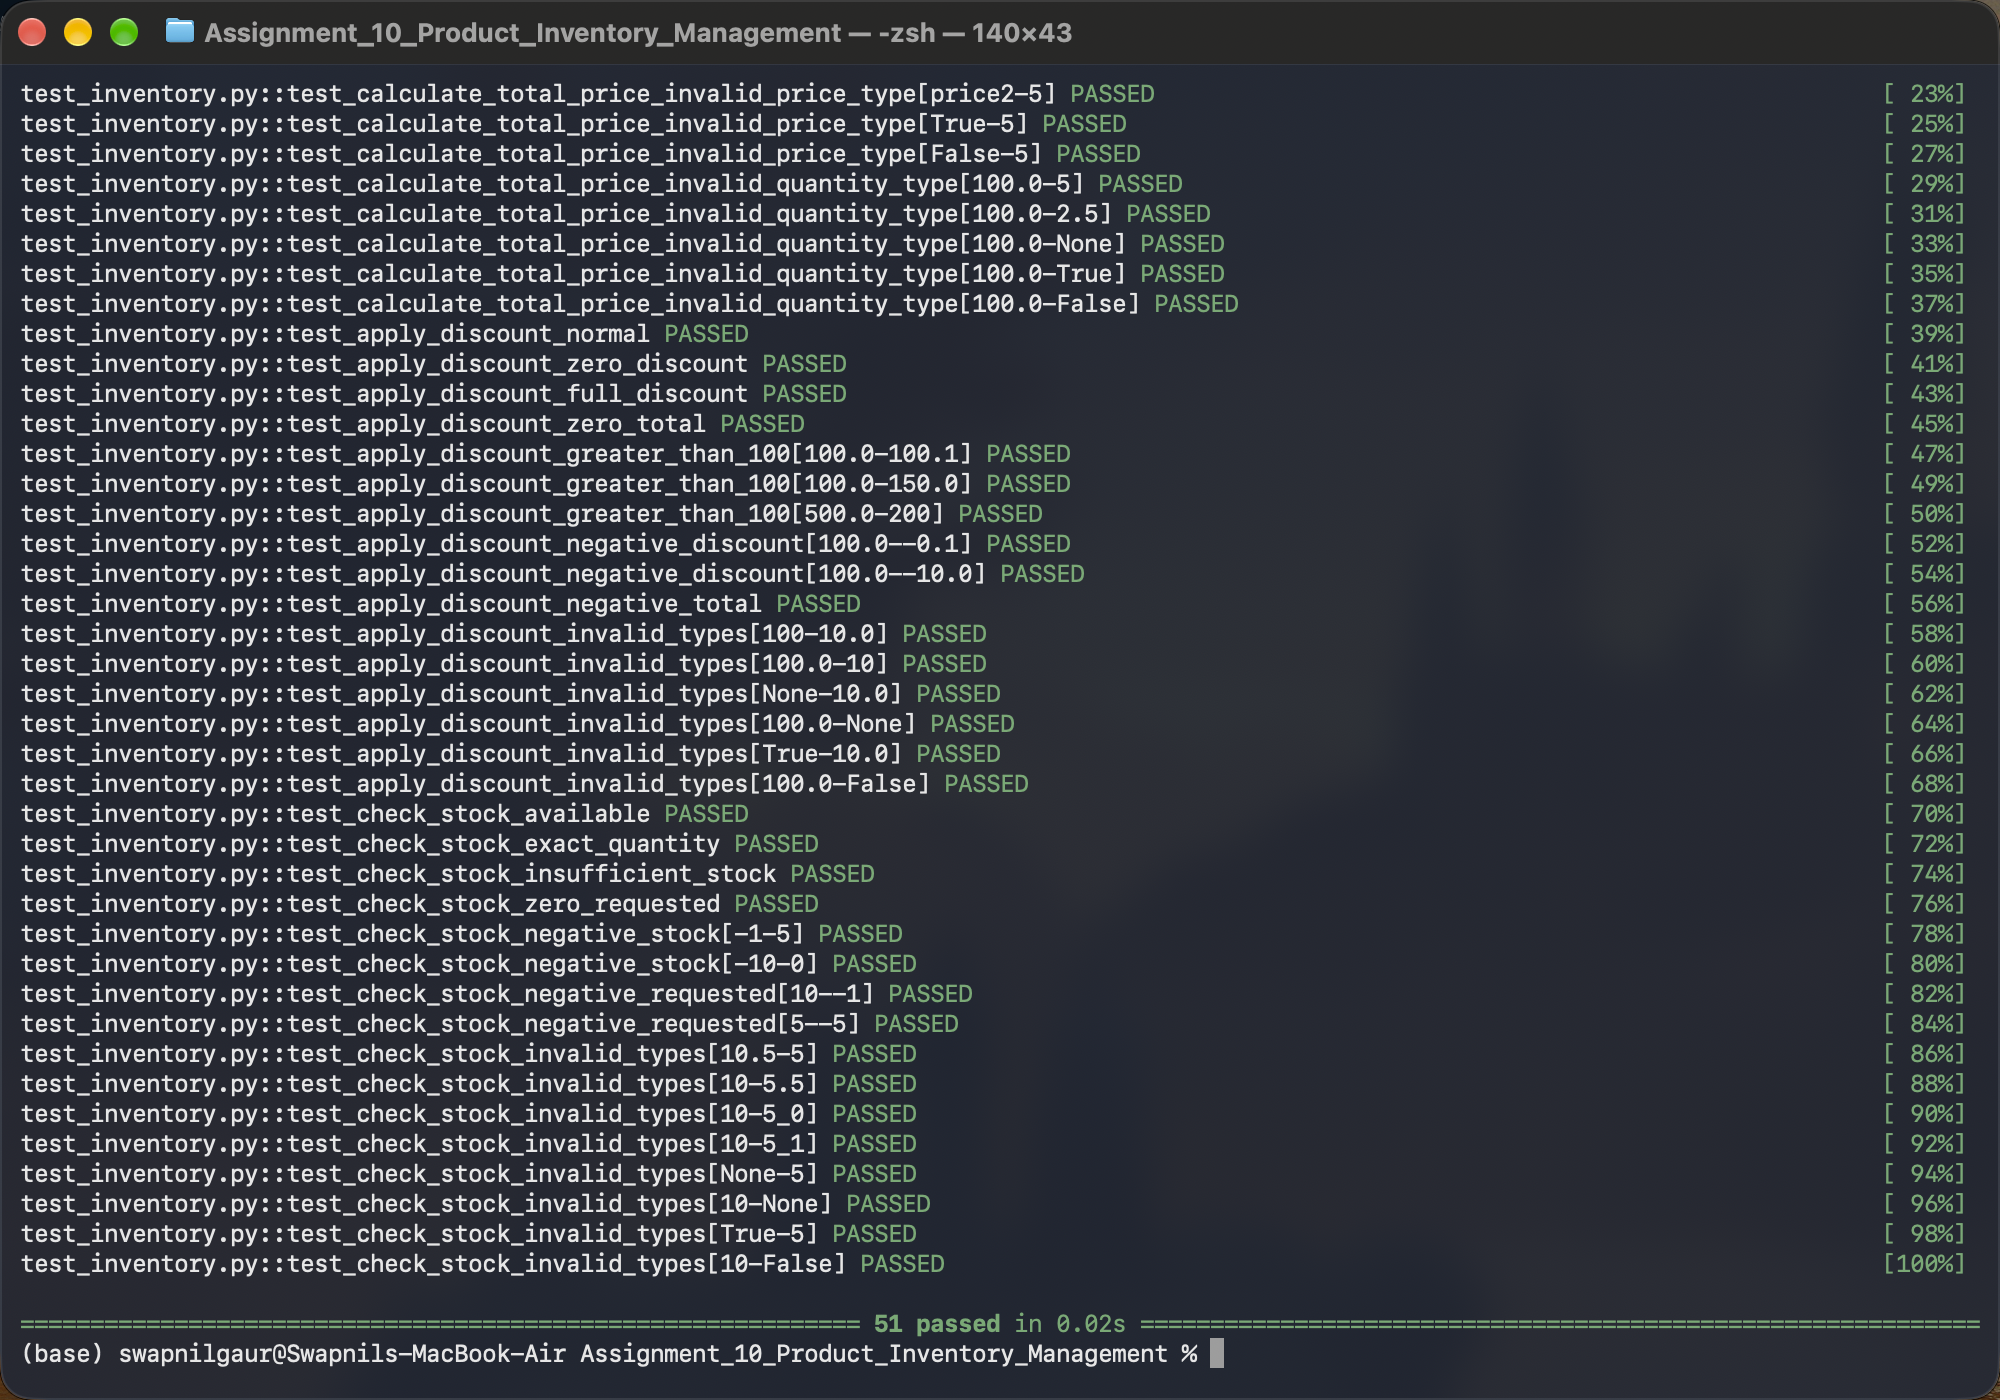 Assignment_10_Product_Inventory_Management — -zsh — 140×43
test_inventory.py::test_calculate_total_price_invalid_price_type[price2-5] PASSED [ 23%]
test_inventory.py::test_calculate_total_price_invalid_price_type[True-5] PASSED [ 25%]
test_inventory.py::test_calculate_total_price_invalid_price_type[False-5] PASSED [ 27%]
test_inventory.py::test_calculate_total_price_invalid_quantity_type[100.0-5] PASSED [ 29%]
test_inventory.py::test_calculate_total_price_invalid_quantity_type[100.0-2.5] PASSED [ 31%]
test_inventory.py::test_calculate_total_price_invalid_quantity_type[100.0-None] PASSED [ 33%]
test_inventory.py::test_calculate_total_price_invalid_quantity_type[100.0-True] PASSED [ 35%]
test_inventory.py::test_calculate_total_price_invalid_quantity_type[100.0-False] PASSED [ 37%]
test_inventory.py::test_apply_discount_normal PASSED [ 39%]
test_inventory.py::test_apply_discount_zero_discount PASSED [ 41%]
test_inventory.py::test_apply_discount_full_discount PASSED [ 43%]
test_inventory.py::test_apply_discount_zero_total PASSED [ 45%]
test_inventory.py::test_apply_discount_greater_than_100[100.0-100.1] PASSED [ 47%]
test_inventory.py::test_apply_discount_greater_than_100[100.0-150.0] PASSED [ 49%]
test_inventory.py::test_apply_discount_greater_than_100[500.0-200] PASSED [ 50%]
test_inventory.py::test_apply_discount_negative_discount[100.0--0.1] PASSED [ 52%]
test_inventory.py::test_apply_discount_negative_discount[100.0--10.0] PASSED [ 54%]
test_inventory.py::test_apply_discount_negative_total PASSED [ 56%]
test_inventory.py::test_apply_discount_invalid_types[100-10.0] PASSED [ 58%]
test_inventory.py::test_apply_discount_invalid_types[100.0-10] PASSED [ 60%]
test_inventory.py::test_apply_discount_invalid_types[None-10.0] PASSED [ 62%]
test_inventory.py::test_apply_discount_invalid_types[100.0-None] PASSED [ 64%]
test_inventory.py::test_apply_discount_invalid_types[True-10.0] PASSED [ 66%]
test_inventory.py::test_apply_discount_invalid_types[100.0-False] PASSED [ 68%]
test_inventory.py::test_check_stock_available PASSED [ 70%]
test_inventory.py::test_check_stock_exact_quantity PASSED [ 72%]
test_inventory.py::test_check_stock_insufficient_stock PASSED [ 74%]
test_inventory.py::test_check_stock_zero_requested PASSED [ 76%]
test_inventory.py::test_check_stock_negative_stock[-1-5] PASSED [ 78%]
test_inventory.py::test_check_stock_negative_stock[-10-0] PASSED [ 80%]
test_inventory.py::test_check_stock_negative_requested[10--1] PASSED [ 82%]
test_inventory.py::test_check_stock_negative_requested[5--5] PASSED [ 84%]
test_inventory.py::test_check_stock_invalid_types[10.5-5] PASSED [ 86%]
test_inventory.py::test_check_stock_invalid_types[10-5.5] PASSED [ 88%]
test_inventory.py::test_check_stock_invalid_types[10-5_0] PASSED [ 90%]
test_inventory.py::test_check_stock_invalid_types[10-5_1] PASSED [ 92%]
test_inventory.py::test_check_stock_invalid_types[None-5] PASSED [ 94%]
test_inventory.py::test_check_stock_invalid_types[10-None] PASSED [ 96%]
test_inventory.py::test_check_stock_invalid_types[True-5] PASSED [ 98%]
test_inventory.py::test_check_stock_invalid_types[10-False] PASSED [100%]
============================================================ 51 passed in 0.02s ============================================================
(base) swapnilgaur@Swapnils-MacBook-Air Assignment_10_Product_Inventory_Management %